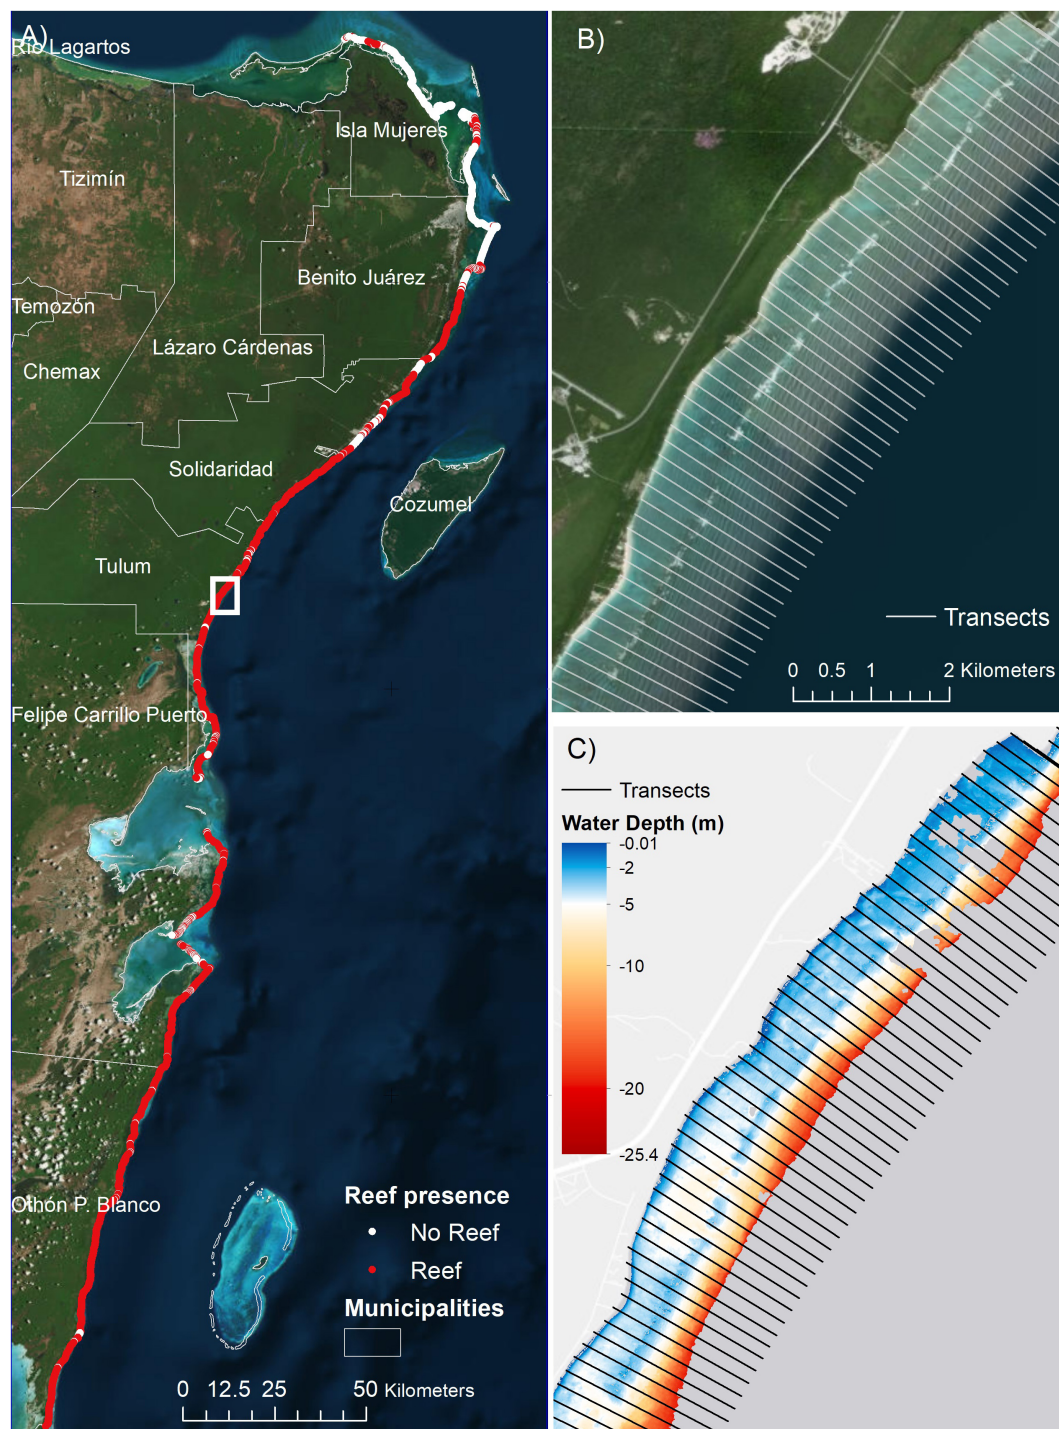 A)
Río Lagartos
Isla Mujeres
Tizimín
Benito Juárez
Temozón
Lázaro Cárdenas
Chemax
Solidaridad
Cozumel
Tulum
Felipe Carrillo Puerto
Othón P. Blanco
Reef presence
No Reef
Reef
Municipalities
0 12.5 25 50 Kilometers
B)
Transects
0 0.5 1 2 Kilometers
C)
Transects
Water Depth (m)
-0.01
-2
-5
-10
-20
-25.4